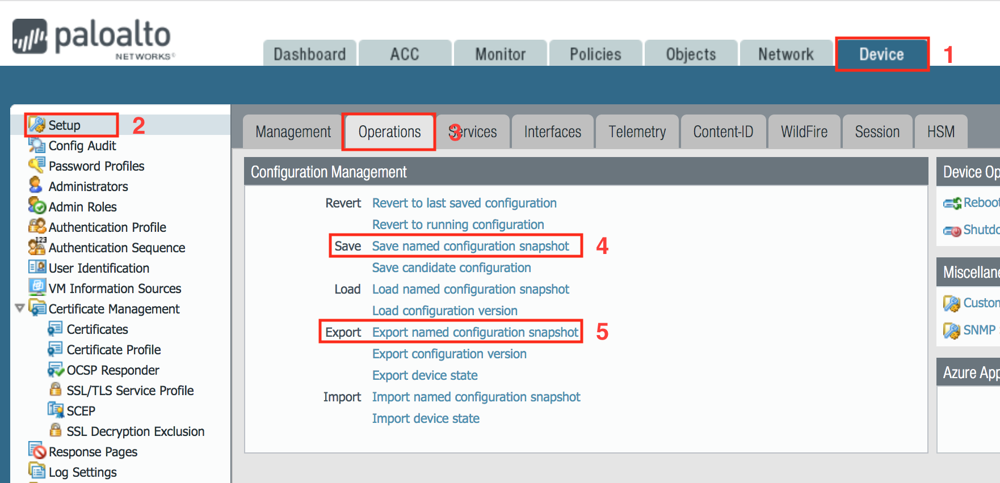 paloalto
NETWORKS®
Dashboard ACC Monitor Policies Objects Network Device 1
Setup 2
Config Audit
Password Profiles
Administrators
Admin Roles
Authentication Profile
123
Authentication Sequence
User Identification
VM Information Sources
Certificate Management
Certificates
Certificate Profile
OCSP Responder
SSL/TLS Service Profile
SCEP
SSL Decryption Exclusion
Response Pages
Log Settings
Management Operations 3 Services Interfaces Telemetry Content-ID WildFire Session HSM
Configuration Management
Revert Revert to last saved configuration
Revert to running configuration
Save Save named configuration snapshot 4
Save candidate configuration
Load Load named configuration snapshot
Load configuration version
Export Export named configuration snapshot 5
Export configuration version
Export device state
Import Import named configuration snapshot
Import device state
Device Op
Reboot
Shutdo
Miscellane
Custom
SNMP
Azure App